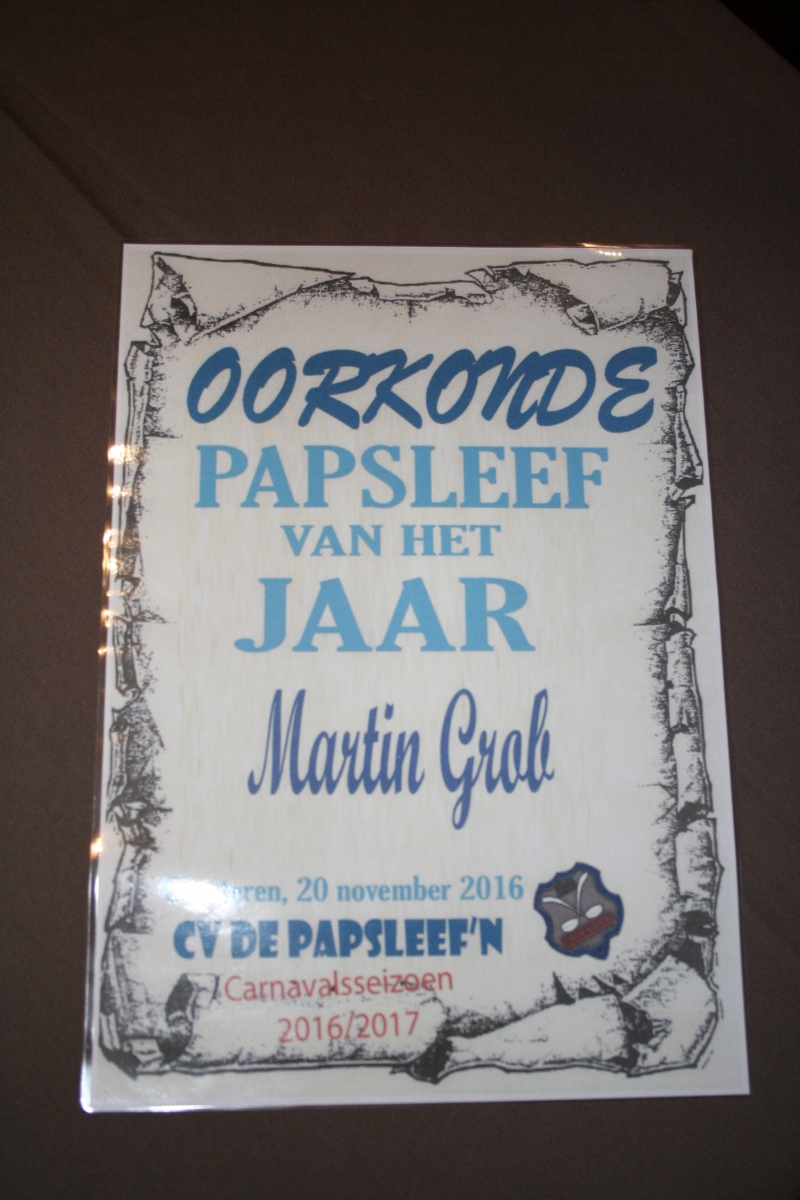 OORKONDE
PAPSLEEF
VAN HET
JAAR
Martin Grob
20 november 2016
CV DE PAPSLEEF'N
Carnavalsseizoen
2016/2017